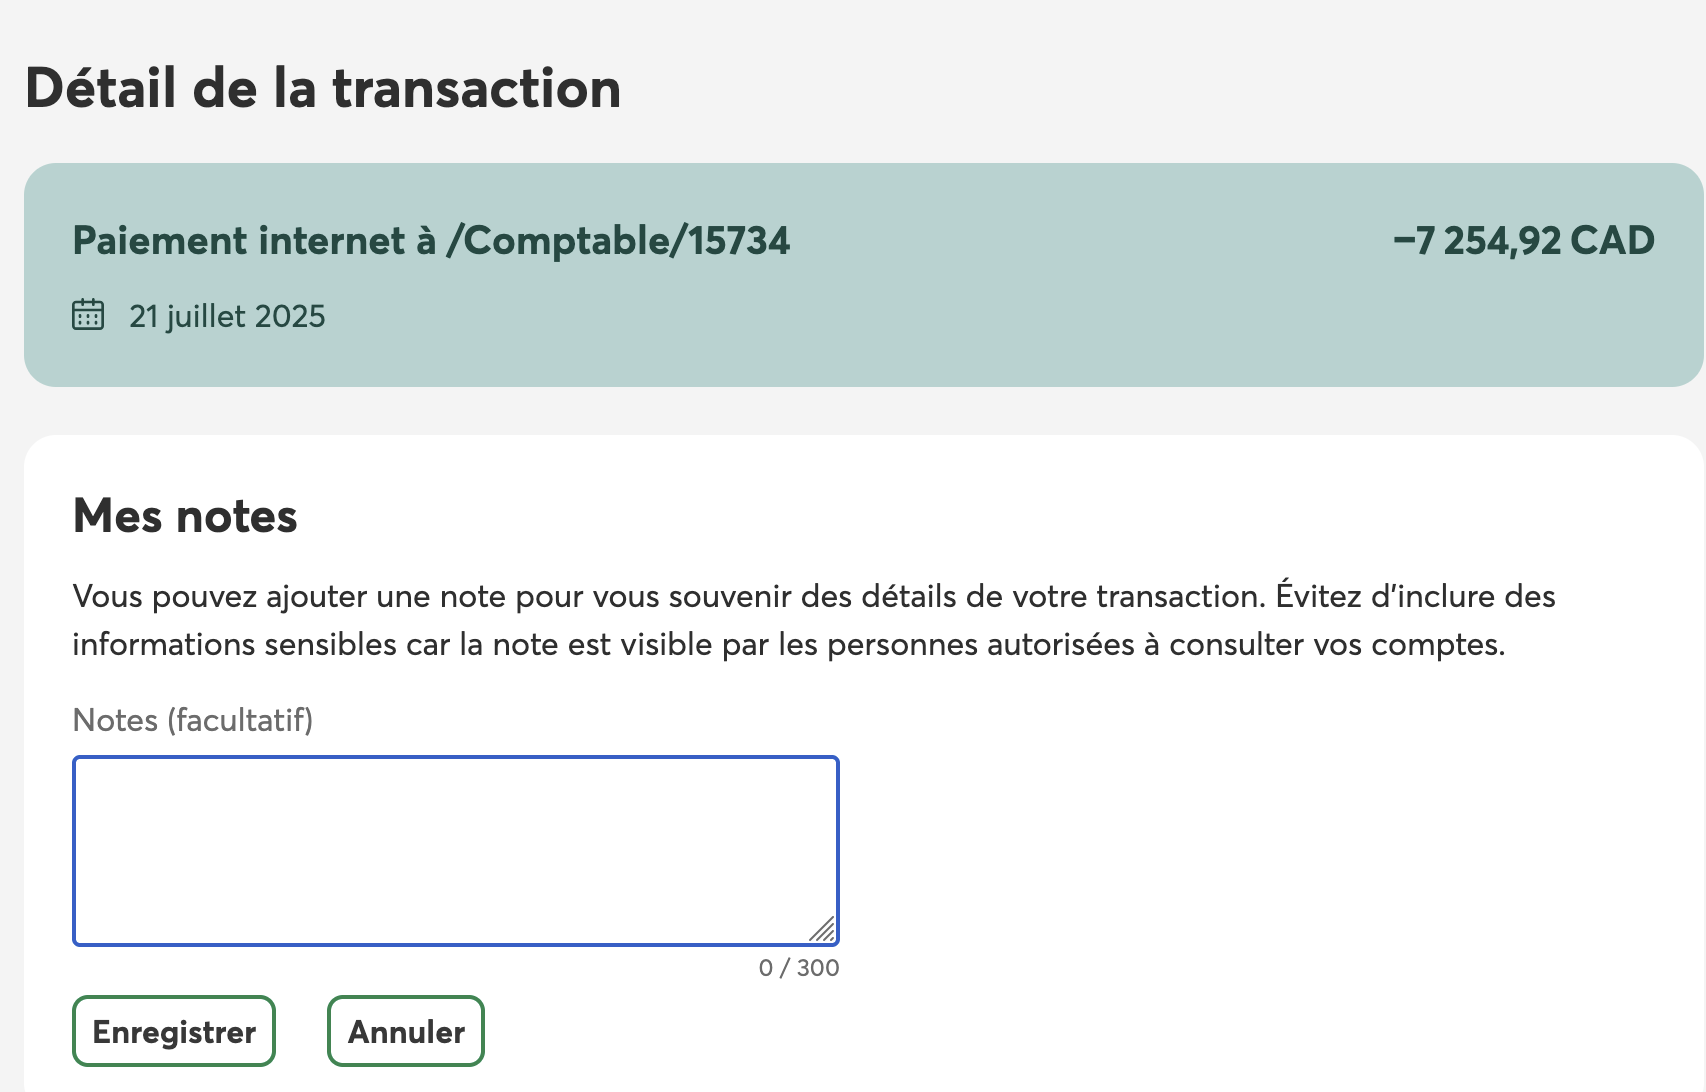 Détail de la transaction
Paiement internet à /Comptable/15734
−7 254,92 CAD
21 juillet 2025
Mes notes
Vous pouvez ajouter une note pour vous souvenir des détails de votre transaction. Évitez d'inclure des
informations sensibles car la note est visible par les personnes autorisées à consulter vos comptes.
Notes (facultatif)
0 / 300
Enregistrer
Annuler